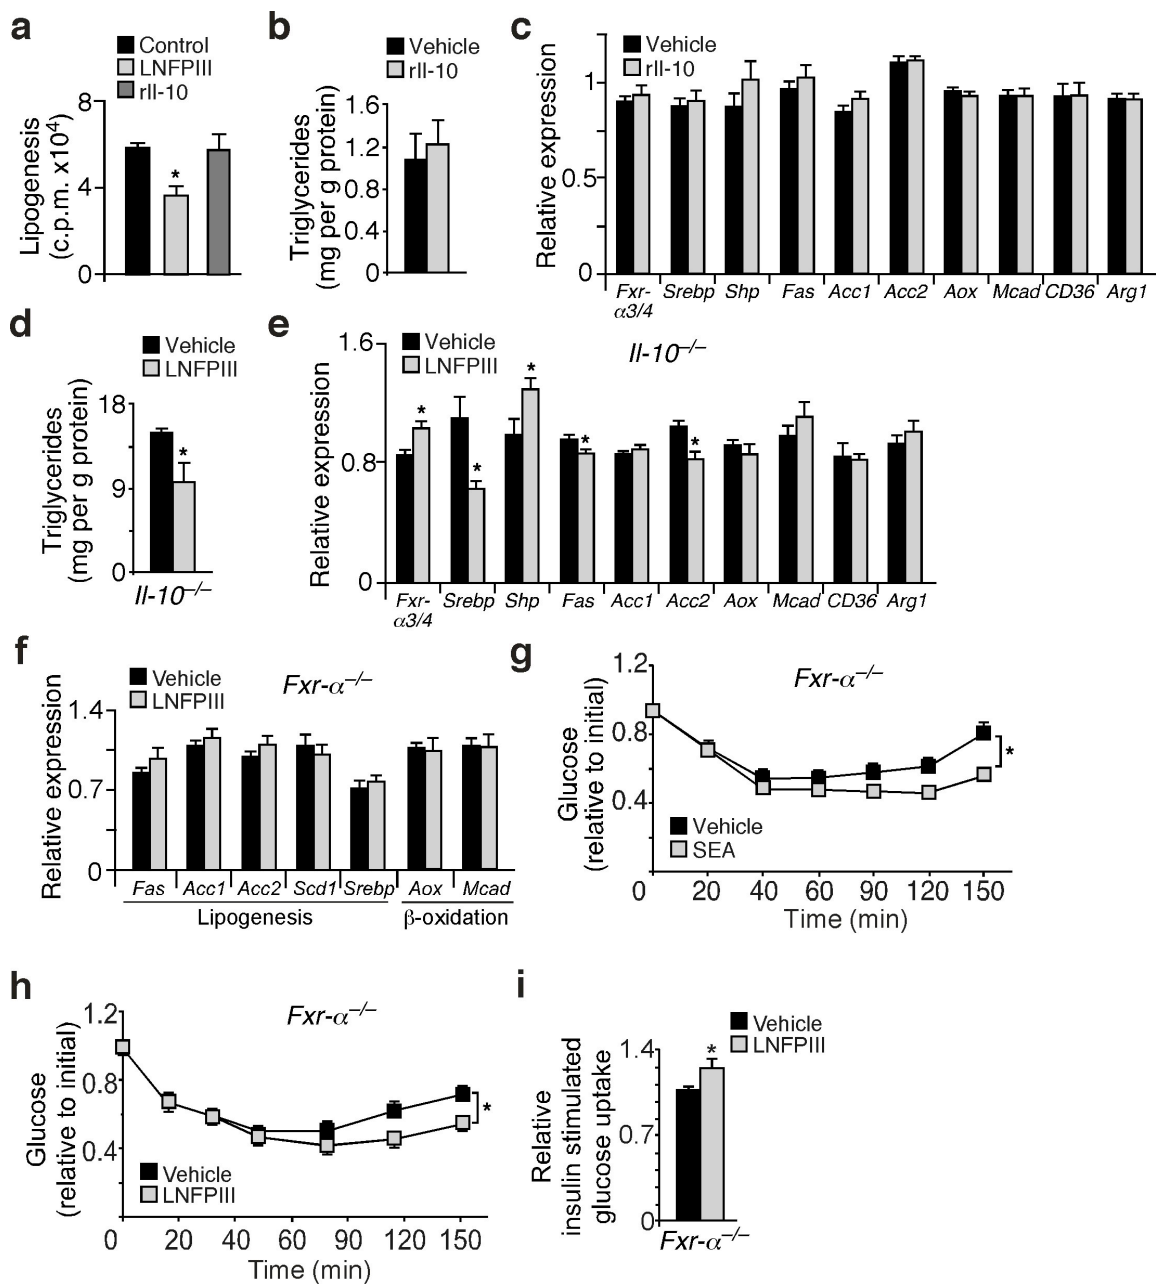 a
Control
LNFPIII
rIl-10
Lipogenesis
(c.p.m. x10⁴)
8
4
0
*
b
Vehicle
rIl-10
Triglycerides
(mg per g protein)
1.6
1.2
0.8
0.4
0
c
Vehicle
rIl-10
Relative expression
1
0.5
0
Fxr-α3/4 Srebp Shp Fas Acc1 Acc2 Aox Mcad CD36 Arg1
d
Vehicle
LNFPIII
Triglycerides
(mg per g protein)
18
9
0
*
Il-10⁻/⁻
e
Vehicle
LNFPIII
Il-10⁻/⁻
Relative expression
1.6
0.8
0
* * * * *
Fxr-α3/4 Srebp Shp Fas Acc1 Acc2 Aox Mcad CD36 Arg1
f
Vehicle
LNFPIII
Fxr-α⁻/⁻
Relative expression
1.4
0.7
0
Fas Acc1 Acc2 Scd1 Srebp Aox Mcad
Lipogenesis β-oxidation
g
Fxr-α⁻/⁻
Glucose
(relative to initial)
1.2
0.8
0.4
*
Vehicle
SEA
0 20 40 60 90 120 150
Time (min)
h
Fxr-α⁻/⁻
Glucose
(relative to initial)
1.2
0.8
0.4
*
Vehicle
LNFPIII
0 20 40 60 90 120 150
Time (min)
i
Vehicle
LNFPIII
Relative
insulin stimulated
glucose uptake
1.4
0.7
0
*
Fxr-α⁻/⁻